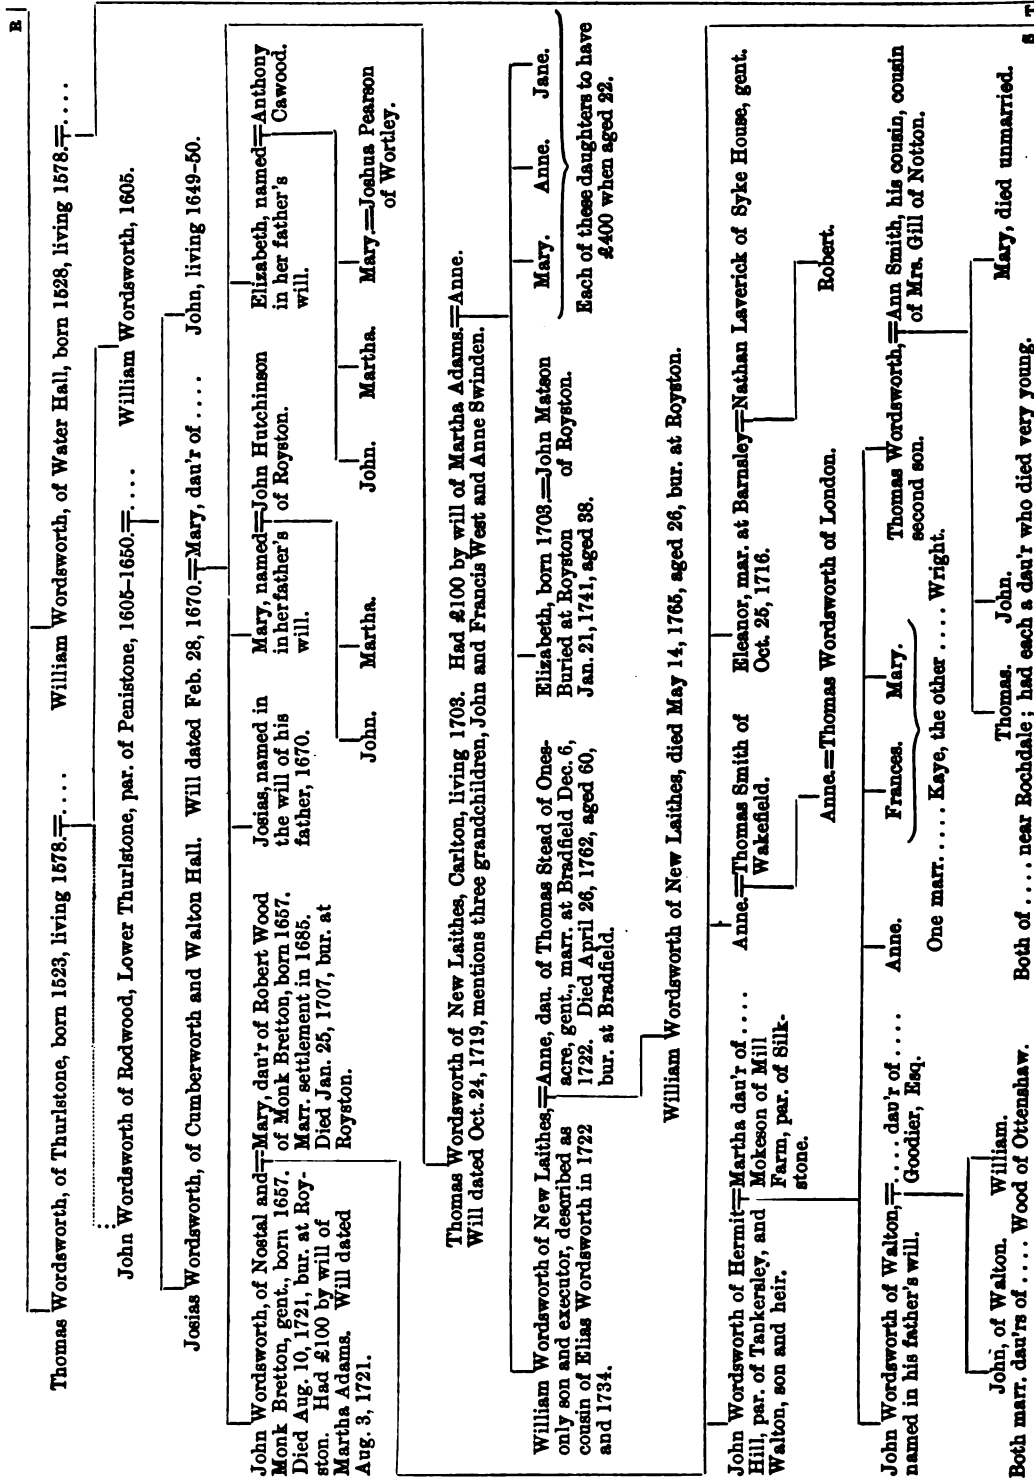 R
Thomas Wordsworth, of Thurlstone, born 1523, living 1578.=....
William Wordsworth, of Water Hall, born 1528, living 1578.=....
John Wordsworth of Rodwood, Lower Thurlstone, par. of Penistone, 1605-1650.=....
William Wordsworth, 1605.
Josias Wordsworth, of Cumberworth and Walton Hall. Will dated Feb. 28, 1670.=Mary, dau'r of ....
John, living 1649-50.
John Wordsworth, of Nostal and=Mary, dau'r of Robert Wood
Monk Bretton, gent., born 1657. of Monk Bretton, born 1657.
Died Aug. 10, 1721, bur. at Roy- Marr. settlement in 1685.
ston. Had £100 by will of Died Jan. 25, 1707, bur. at
Martha Adams. Will dated Royston.
Aug. 3, 1721.
Josias, named in
the will of his
father, 1670.
Mary, named=John Hutchinson
in her father's of Royston.
will.
Elizabeth, named=Anthony
in her father's Cawood.
will.
John. Martha.
John. Martha. Mary.=Joshua Pearson
of Wortley.
Thomas Wordsworth of New Laithes, Carlton, living 1703. Had £100 by will of Martha Adams.=Anne.
Will dated Oct. 24, 1719, mentions three grandchildren, John and Francis West and Anne Swinden.
William Wordsworth of New Laithes,=Anne, dau. of Thomas Stead of Ones-
only son and executor, described as acre, gent., marr. at Bradfield Dec. 6,
cousin of Elias Wordsworth in 1722 1722. Died April 26, 1762, aged 60,
and 1734. bur. at Bradfield.
Elizabeth, born 1703.=John Matson
Buried at Royston of Royston.
Jan. 21, 1741, aged 38.
Mary. Anne. Jane.
Each of these daughters to have
£400 when aged 22.
William Wordsworth of New Laithes, died May 14, 1765, aged 26, bur. at Royston.
John Wordsworth of Hermit=Martha dau'r of ....
Hill, par. of Tankersley, and Mokeson of Mill
Walton, son and heir. Farm, par. of Silk-
stone.
Anne.=Thomas Smith of
Wakefield.
Eleanor, mar. at Barnsley=Nathan Laverick of Syke House, gent.
Oct. 25, 1716.
Anne.=Thomas Wordsworth of London.
Robert.
John Wordsworth of Walton,=.... dau'r of ....
named in his father's will. Goodier, Esq.
Anne. Frances. Mary.
One marr..... Kaye, the other .... Wright.
Thomas Wordsworth,=Ann Smith, his cousin, cousin
second son. of Mrs. Gill of Notton.
John, of Walton. William.
Both marr. dau'rs of .... Wood of Ottenshaw.
Thomas. John. Mary, died unmarried.
Both of .... near Rochdale; had each a dau'r who died very young.
S T